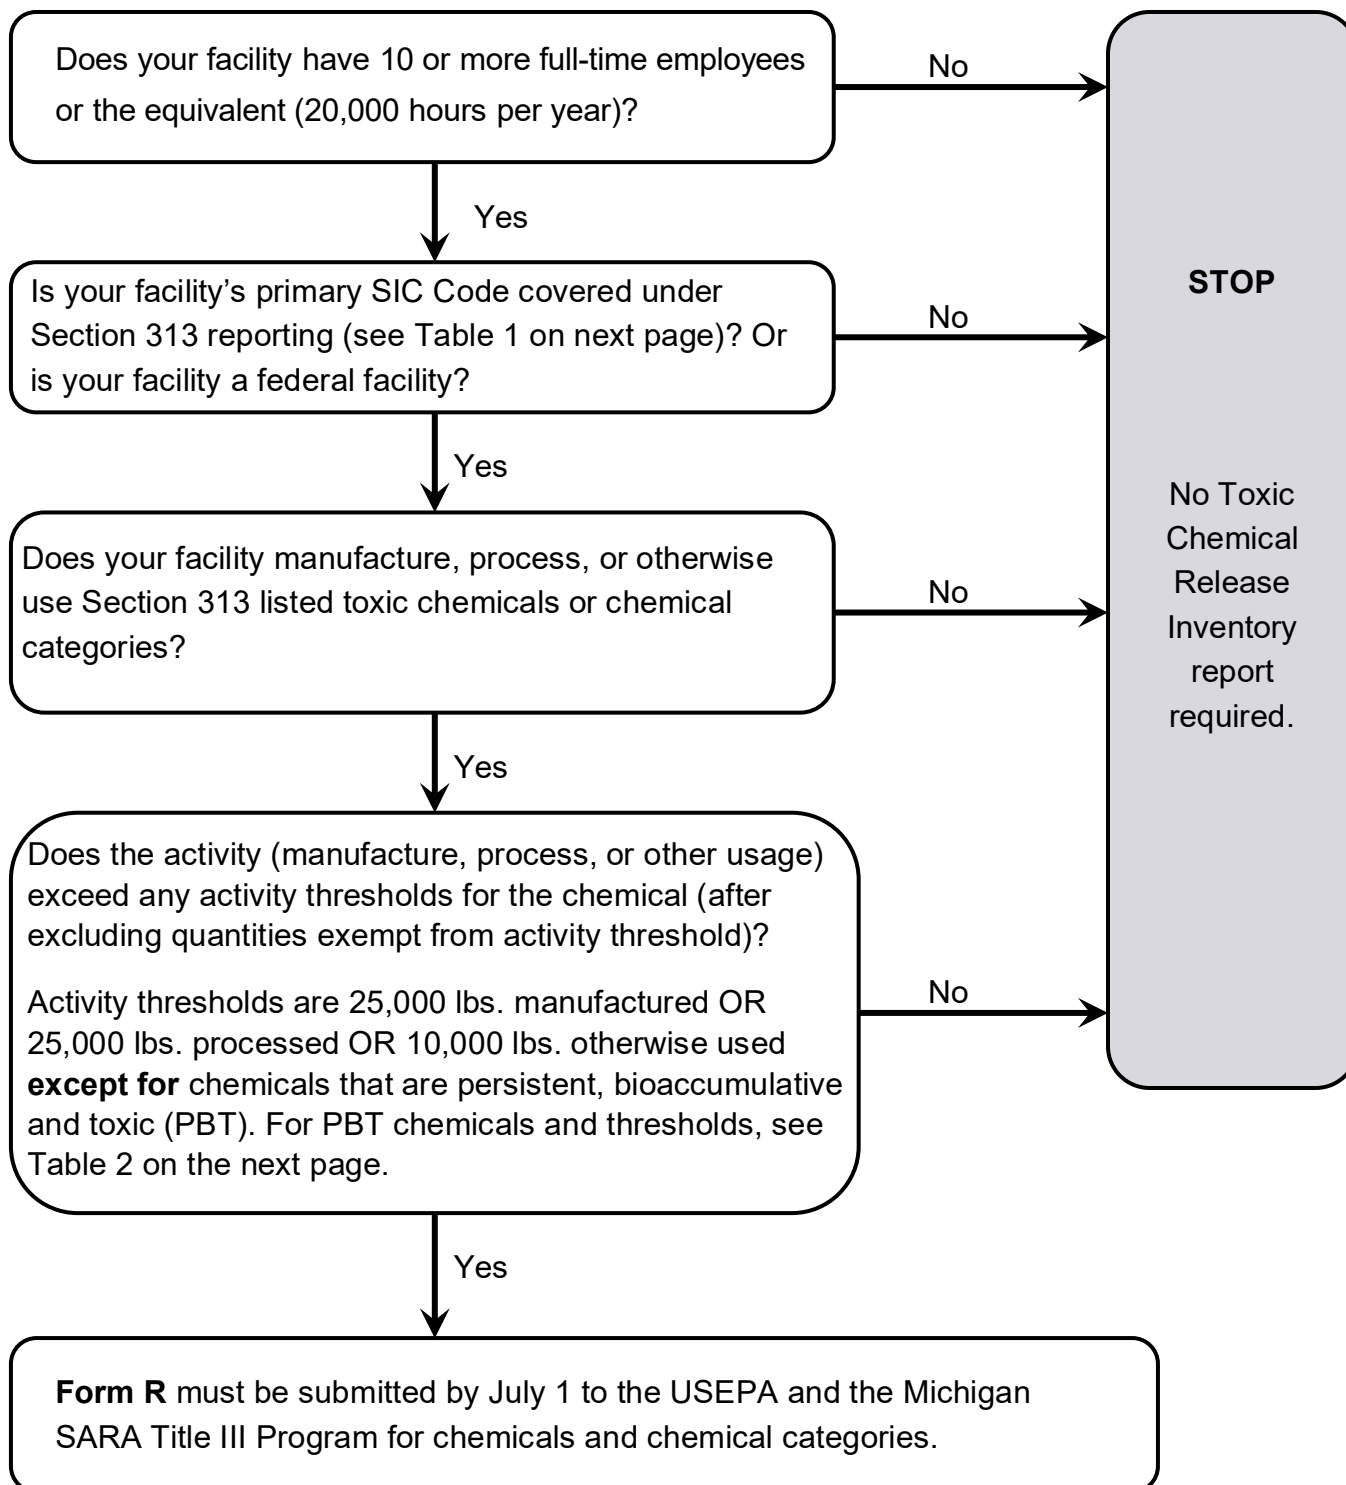 Does your facility have 10 or more full-time employees
or the equivalent (20,000 hours per year)?
No
Yes
Is your facility’s primary SIC Code covered under
Section 313 reporting (see Table 1 on next page)? Or
is your facility a federal facility?
No
Yes
Does your facility manufacture, process, or otherwise
use Section 313 listed toxic chemicals or chemical
categories?
No
Yes
Does the activity (manufacture, process, or other usage)
exceed any activity thresholds for the chemical (after
excluding quantities exempt from activity threshold)?
Activity thresholds are 25,000 lbs. manufactured OR
25,000 lbs. processed OR 10,000 lbs. otherwise used
except for chemicals that are persistent, bioaccumulative
and toxic (PBT). For PBT chemicals and thresholds, see
Table 2 on the next page.
No
Yes
Form R must be submitted by July 1 to the USEPA and the Michigan
SARA Title III Program for chemicals and chemical categories.
STOP
No Toxic
Chemical
Release
Inventory
report
required.